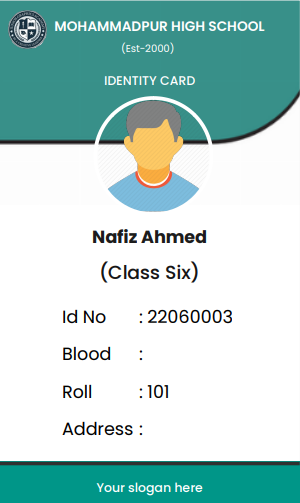 MOHAMMADPUR HIGH SCHOOL
(Est-2000)
IDENTITY CARD
Nafiz Ahmed
(Class Six)
Id No : 22060003
Blood :
Roll : 101
Address :
Your slogan here